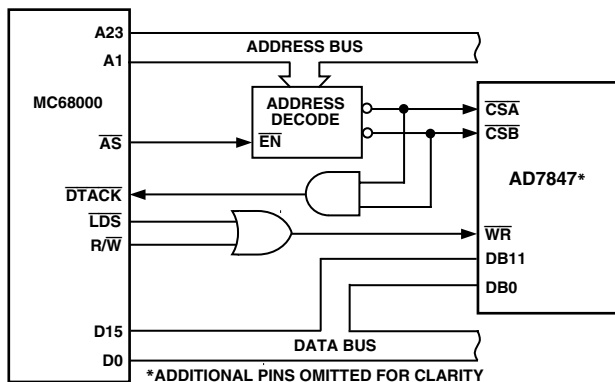 A23
ADDRESS BUS
A1
MC68000
ADDRESS
DECODE
CSA
CSB
AS
EN
AD7847*
DTACK
LDS
R/W
WR
DB11
DB0
D15
DATA BUS
D0
*ADDITIONAL PINS OMITTED FOR CLARITY